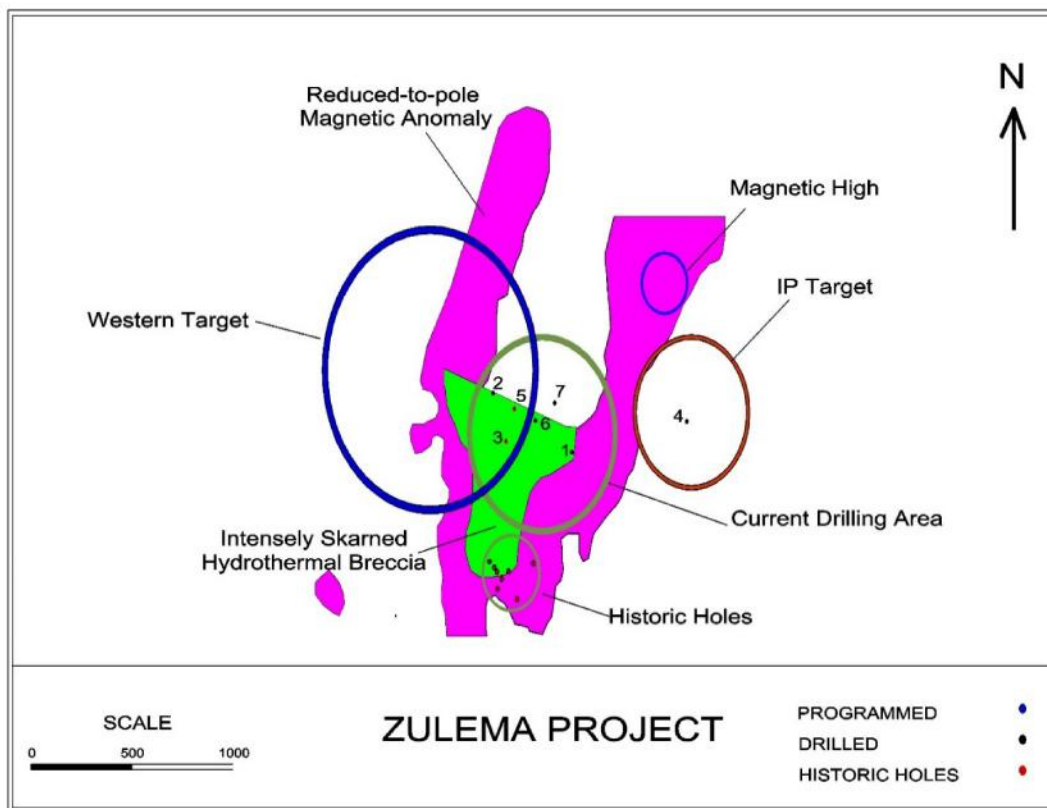 N
Reduced-to-pole
Magnetic Anomaly
Magnetic High
IP Target
Western Target
2
5
7
6
4
3
1
Current Drilling Area
Intensely Skarned
Hydrothermal Breccia
Historic Holes
SCALE
0 500 1000
ZULEMA PROJECT
PROGRAMMED
DRILLED
HISTORIC HOLES